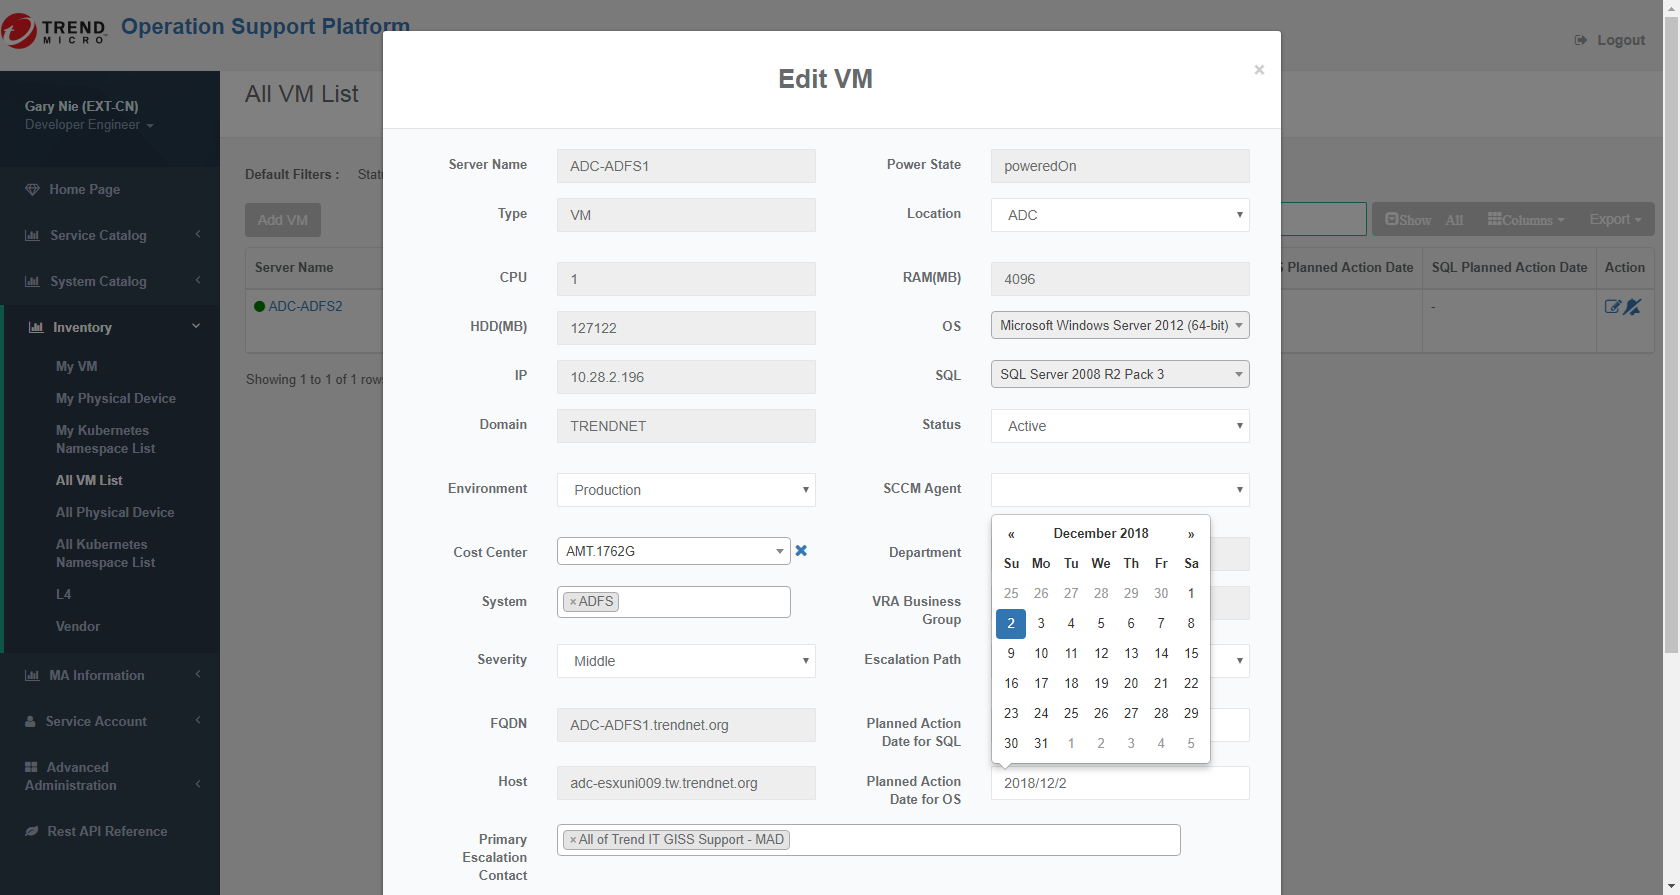 TREND MICRO
Operation Support Platform
Logout
Gary Nie (EXT-CN)
Developer Engineer
Home Page
Service Catalog
System Catalog
Inventory
My VM
My Physical Device
My Kubernetes
Namespace List
All VM List
All Physical Device
All Kubernetes
Namespace List
L4
Vendor
MA Information
Service Account
Advanced
Administration
Rest API Reference
All VM List
Default Filters :
Add VM
Show All Columns Export
Server Name
Planned Action Date SQL Planned Action Date Action
ADC-ADFS2
-
Showing 1 to 1 of 1
Edit VM
×
Server Name ADC-ADFS1 Power State poweredOn
Type VM Location ADC
CPU 1 RAM(MB) 4096
HDD(MB) 127122 OS Microsoft Windows Server 2012 (64-bit)
IP 10.28.2.196 SQL SQL Server 2008 R2 Pack 3
Domain TRENDNET Status Active
Environment Production SCCM Agent
Cost Center AMT.1762G Department
System ×ADFS VRA Business
Group
Severity Middle Escalation Path
FQDN ADC-ADFS1.trendnet.org Planned Action
Date for SQL
Host adc-esxuni009.tw.trendnet.org Planned Action
Date for OS 2018/12/2
Primary
Escalation
Contact
×All of Trend IT GISS Support - MAD
« December 2018 »
Su Mo Tu We Th Fr Sa
25 26 27 28 29 30 1
2 3 4 5 6 7 8
9 10 11 12 13 14 15
16 17 18 19 20 21 22
23 24 25 26 27 28 29
30 31 1 2 3 4 5